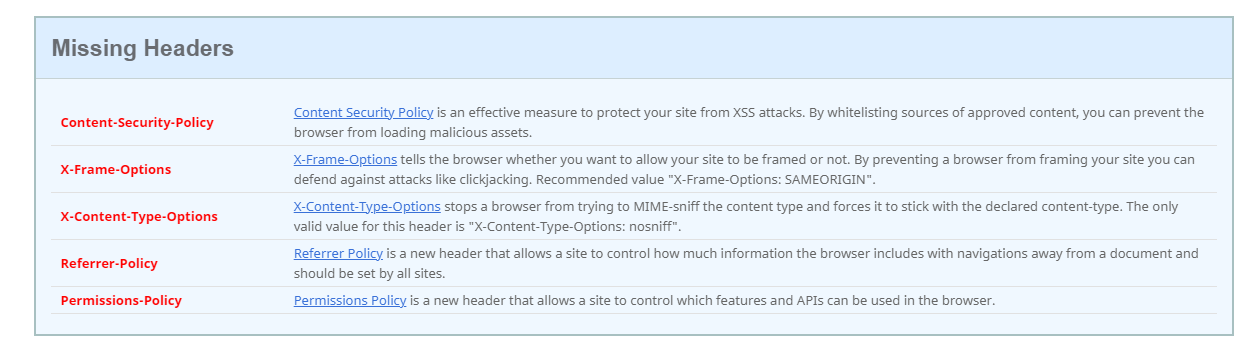 Missing Headers
Content-Security-Policy
Content Security Policy is an effective measure to protect your site from XSS attacks. By whitelisting sources of approved content, you can prevent the
browser from loading malicious assets.
X-Frame-Options
X-Frame-Options tells the browser whether you want to allow your site to be framed or not. By preventing a browser from framing your site you can
defend against attacks like clickjacking. Recommended value "X-Frame-Options: SAMEORIGIN".
X-Content-Type-Options
X-Content-Type-Options stops a browser from trying to MIME-sniff the content type and forces it to stick with the declared content-type. The only
valid value for this header is "X-Content-Type-Options: nosniff".
Referrer-Policy
Referrer Policy is a new header that allows a site to control how much information the browser includes with navigations away from a document and
should be set by all sites.
Permissions-Policy
Permissions Policy is a new header that allows a site to control which features and APIs can be used in the browser.